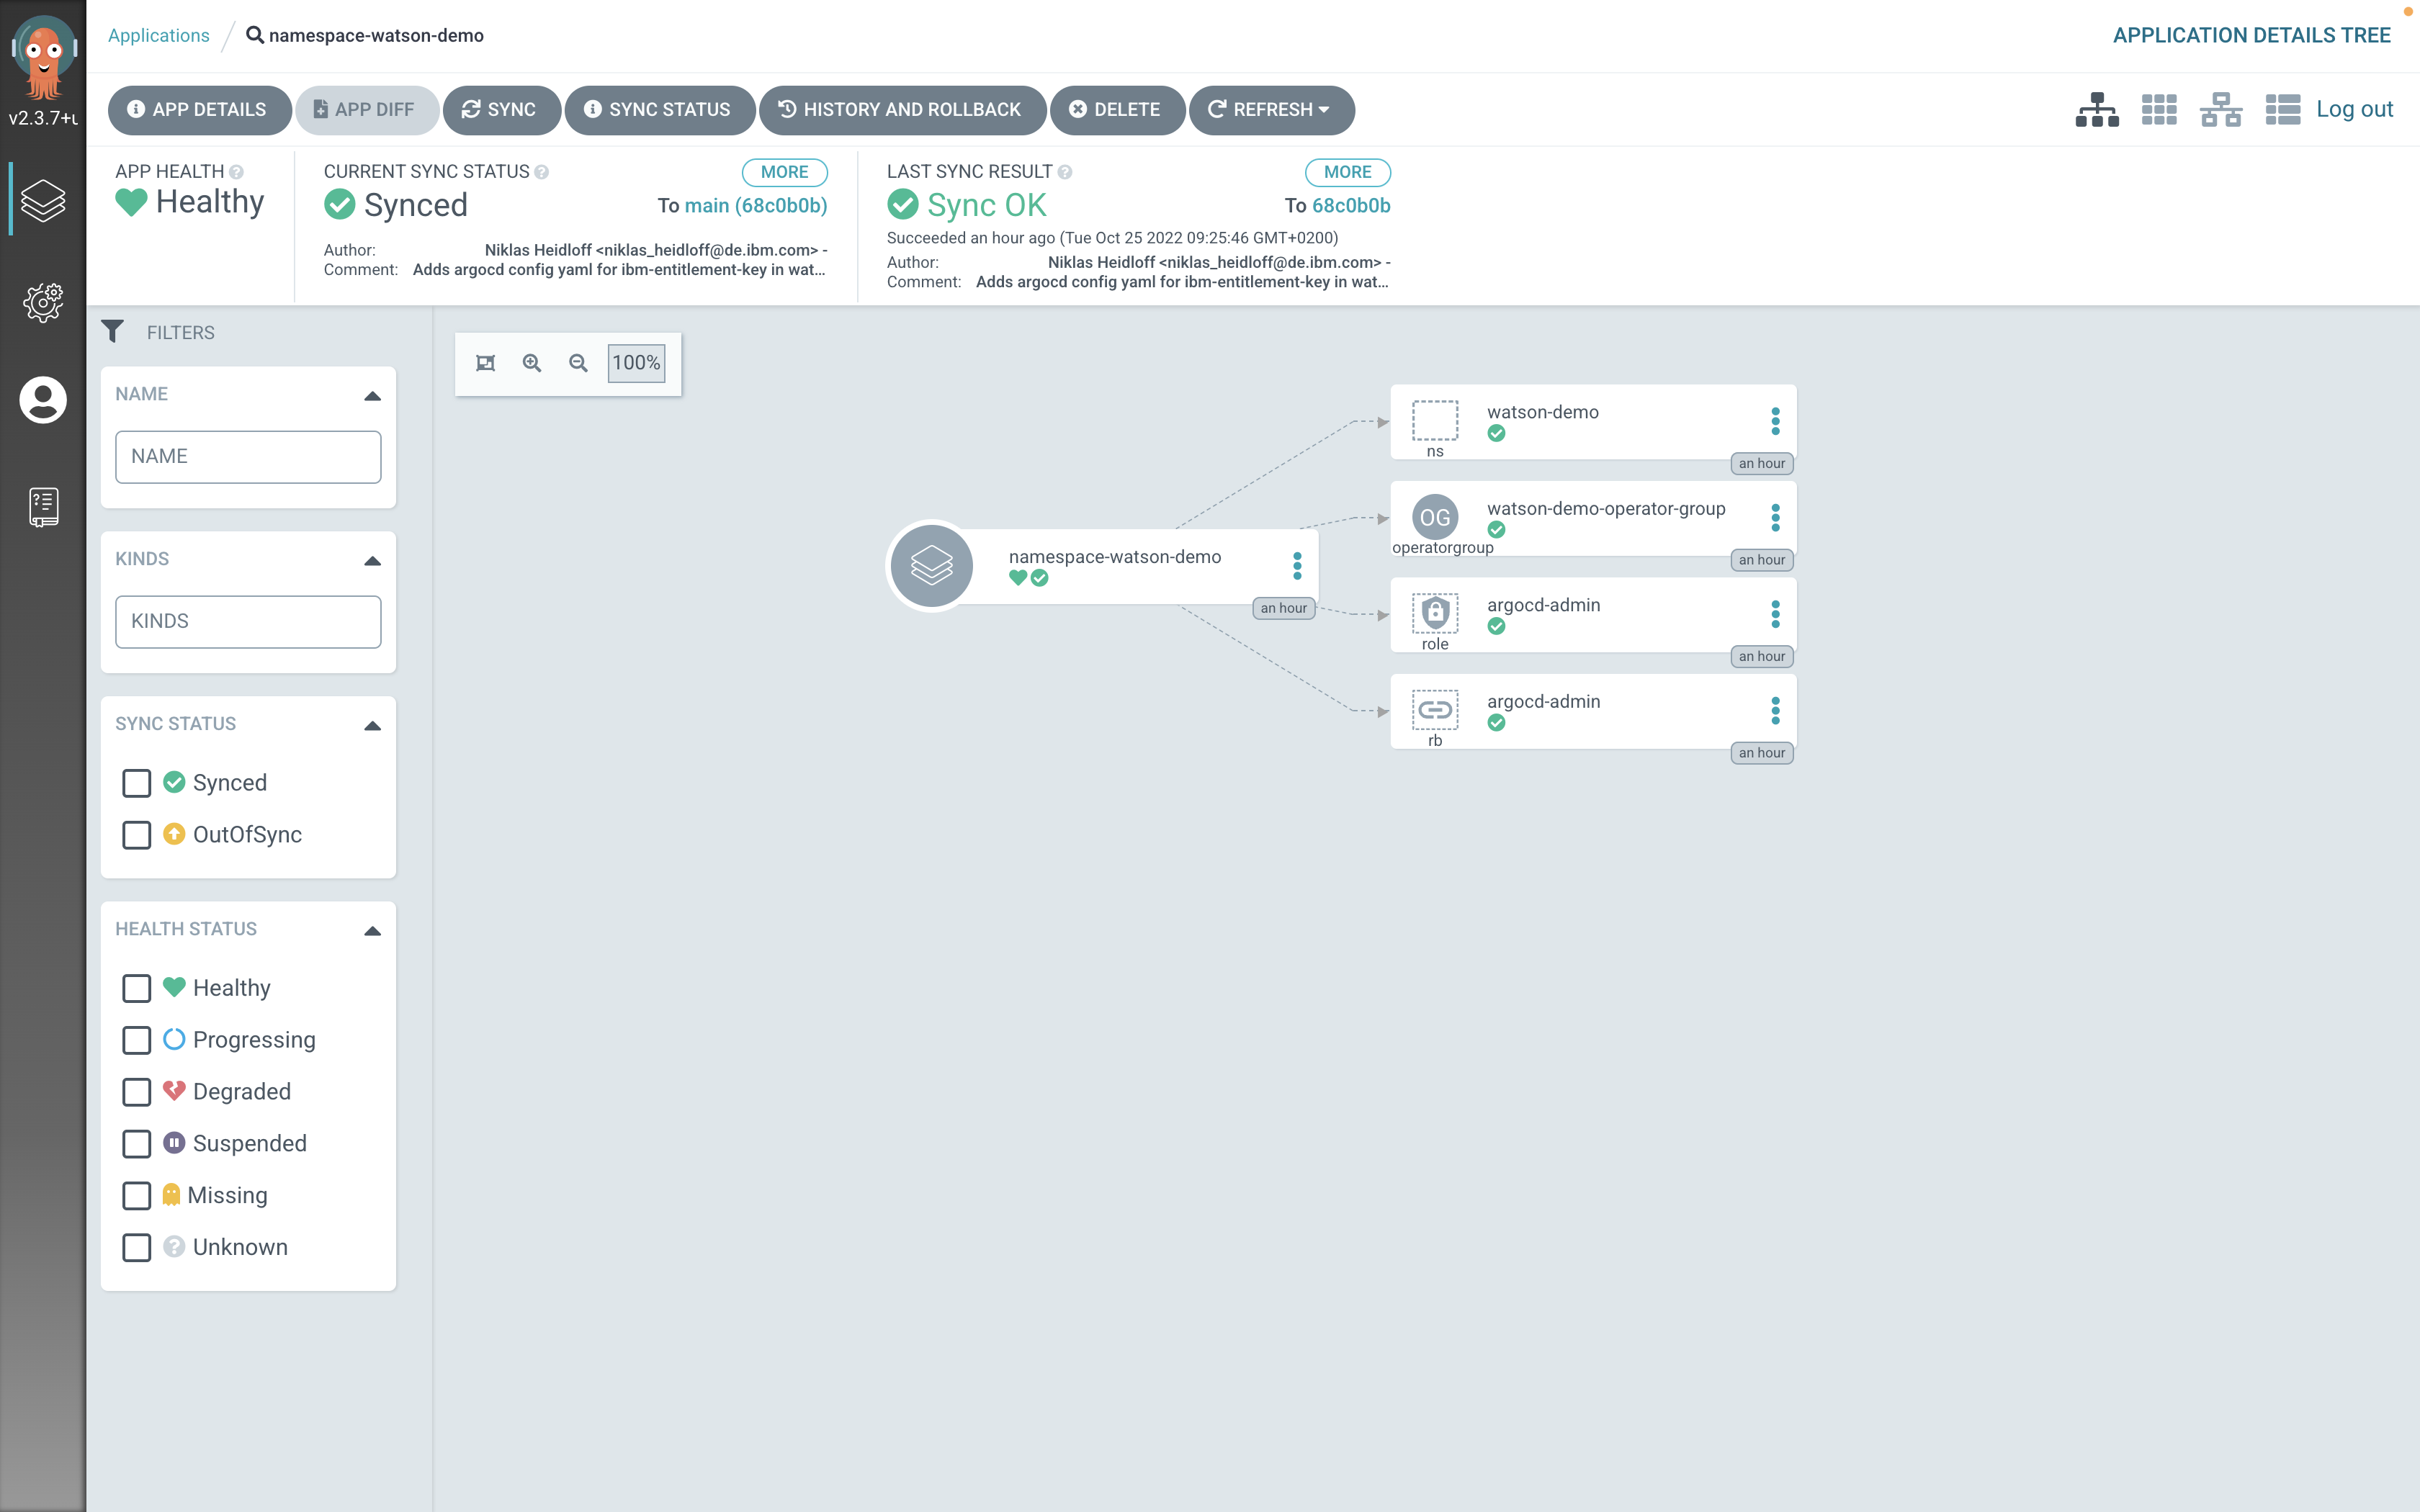 Applications / namespace-watson-demo
APPLICATION DETAILS TREE
v2.3.7+u
APP DETAILS
APP DIFF
SYNC
SYNC STATUS
HISTORY AND ROLLBACK
DELETE
REFRESH
Log out
APP HEALTH
Healthy
CURRENT SYNC STATUS
MORE
Synced
To main (68c0b0b)
Author: Niklas Heidloff <niklas_heidloff@de.ibm.com> -
Comment: Adds argocd config yaml for ibm-entitlement-key in wat...
LAST SYNC RESULT
MORE
Sync OK
To 68c0b0b
Succeeded an hour ago (Tue Oct 25 2022 09:25:46 GMT+0200)
Author: Niklas Heidloff <niklas_heidloff@de.ibm.com> -
Comment: Adds argocd config yaml for ibm-entitlement-key in wat...
FILTERS
NAME
NAME
KINDS
KINDS
SYNC STATUS
Synced
OutOfSync
HEALTH STATUS
Healthy
Progressing
Degraded
Suspended
Missing
Unknown
100%
namespace-watson-demo
an hour
watson-demo
ns
an hour
OG
watson-demo-operator-group
operatorgroup
an hour
argocd-admin
role
an hour
argocd-admin
rb
an hour